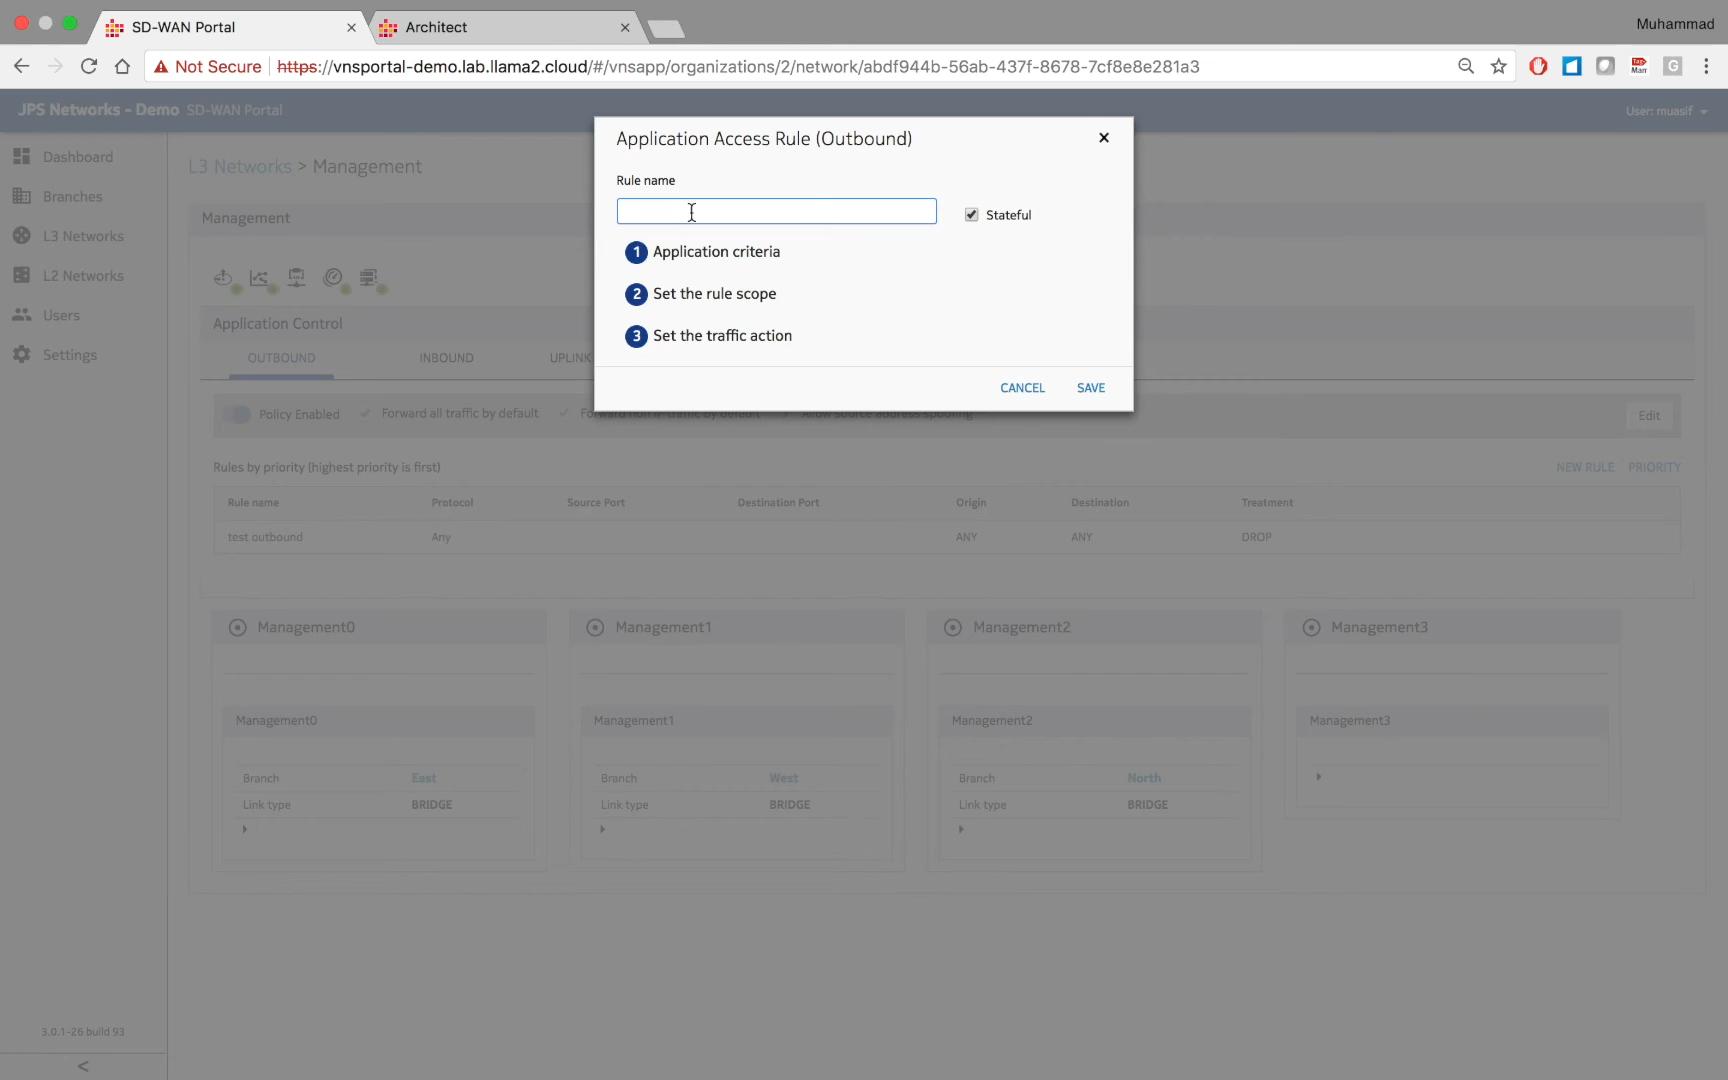 SD-WAN Portal
Architect
Muhammad
Not Secure https://vnsportal-demo.lab.llama2.cloud/#/vnsapp/organizations/2/network/abdf944b-56ab-437f-8678-7cf8e8e281a3
JPS Networks - Demo SD-WAN Portal
User: muasif
Dashboard
Branches
L3 Networks
L2 Networks
Users
Settings
3.0.1-26 build 93
<
L3 Networks > Management
Management
Application Control
OUTBOUND INBOUND UPLINK
Policy Enabled Forward all traffic by default Forward non IP traffic by default Allow source address spoofing Edit
Rules by priority (highest priority is first) NEW RULE PRIORITY
Rule name Protocol Source Port Destination Port Origin Destination Treatment
test outbound Any ANY ANY DROP
Management0
Management0
Branch East
Link type BRIDGE
Management1
Management1
Branch West
Link type BRIDGE
Management2
Management2
Branch North
Link type BRIDGE
Management3
Management3
Application Access Rule (Outbound)
Rule name
Stateful
1 Application criteria
2 Set the rule scope
3 Set the traffic action
CANCEL SAVE